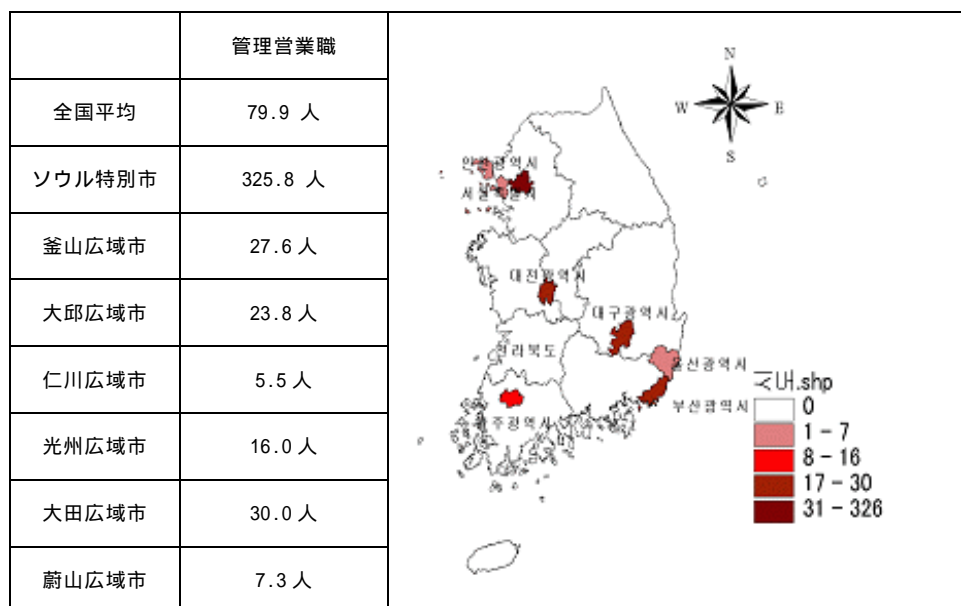 管理営業職
全国平均 79.9 人
ソウル特別市 325.8 人
釜山広域市 27.6 人
大邱広域市 23.8 人
仁川広域市 5.5 人
光州広域市 16.0 人
大田広域市 30.0 人
蔚山広域市 7.3 人
N
W E
S
대전광역시
대구광역시
울산광역시
부산광역시
시도.shp
0
1 - 7
8 - 16
17 - 30
31 - 326